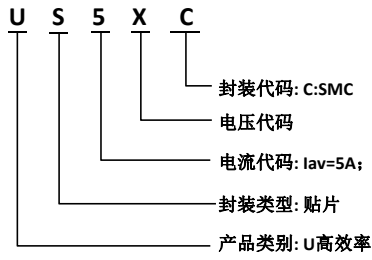 U S 5 X C
封装代码: C:SMC
电压代码
电流代码: Iav=5A；
封装类型: 贴片
产品类别: U高效率